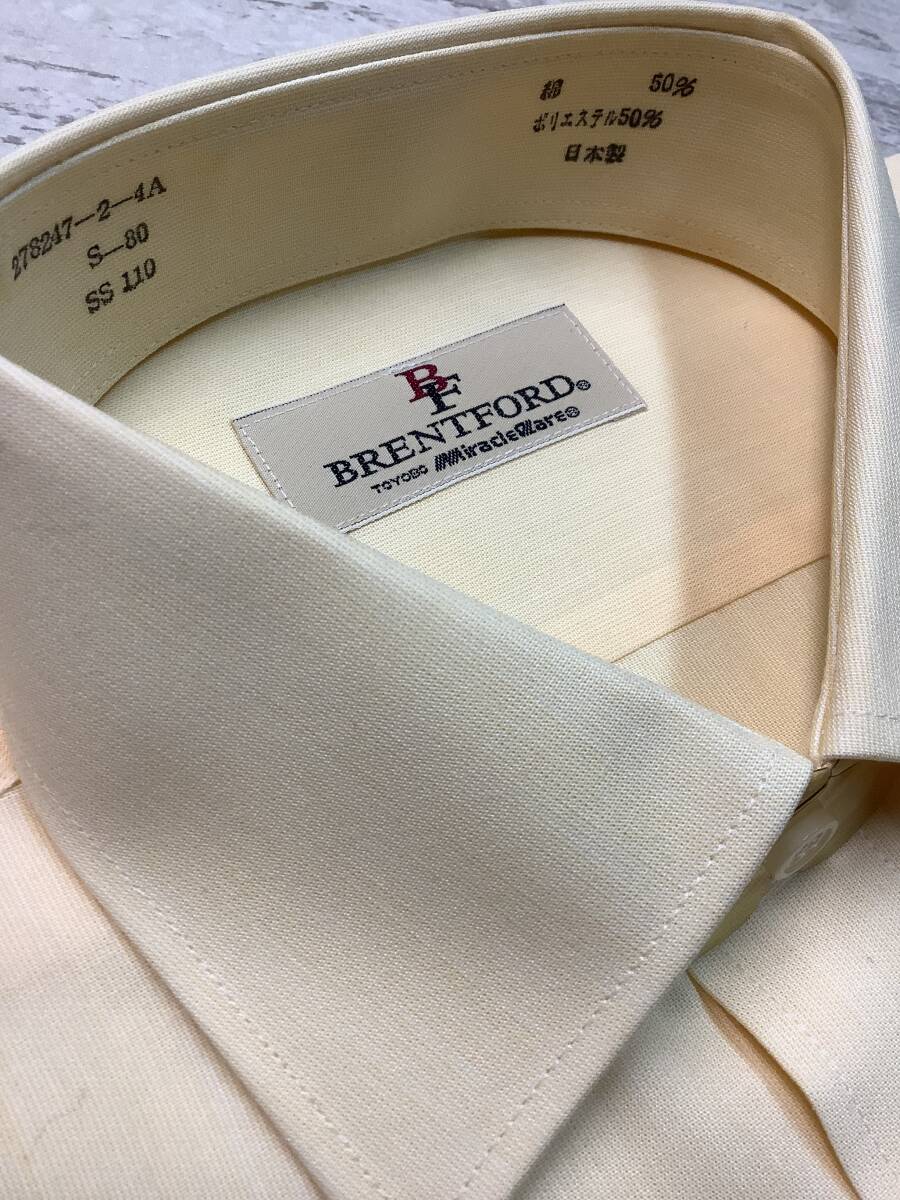 278247-2-4A
S-80
SS 110
綿 50%
ポリエステル50%
日本製
BF
BRENTFORD®
TOYOBO MiracleCare®